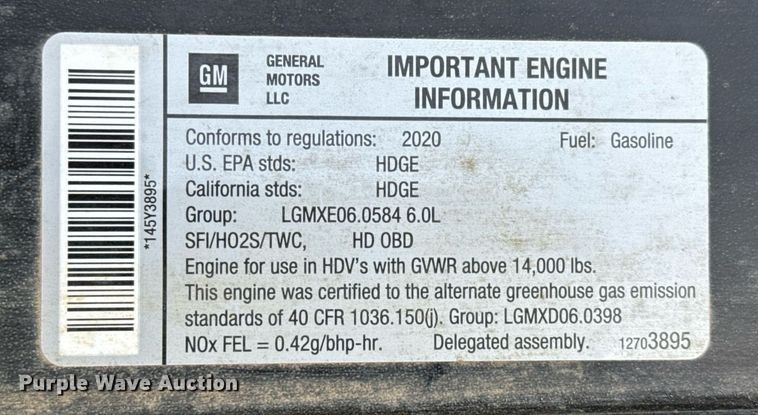 *145Y3895*
GM
GENERAL
MOTORS
LLC
IMPORTANT ENGINE
INFORMATION
Conforms to regulations: 2020 Fuel: Gasoline
U.S. EPA stds: HDGE
California stds: HDGE
Group: LGMXE06.0584 6.0L
SFI/HO2S/TWC, HD OBD
Engine for use in HDV's with GVWR above 14,000 lbs.
This engine was certified to the alternate greenhouse gas emission
standards of 40 CFR 1036.150(j). Group: LGMXD06.0398
NOx FEL = 0.42g/bhp-hr. Delegated assembly. 12703895
Purple Wave Auction